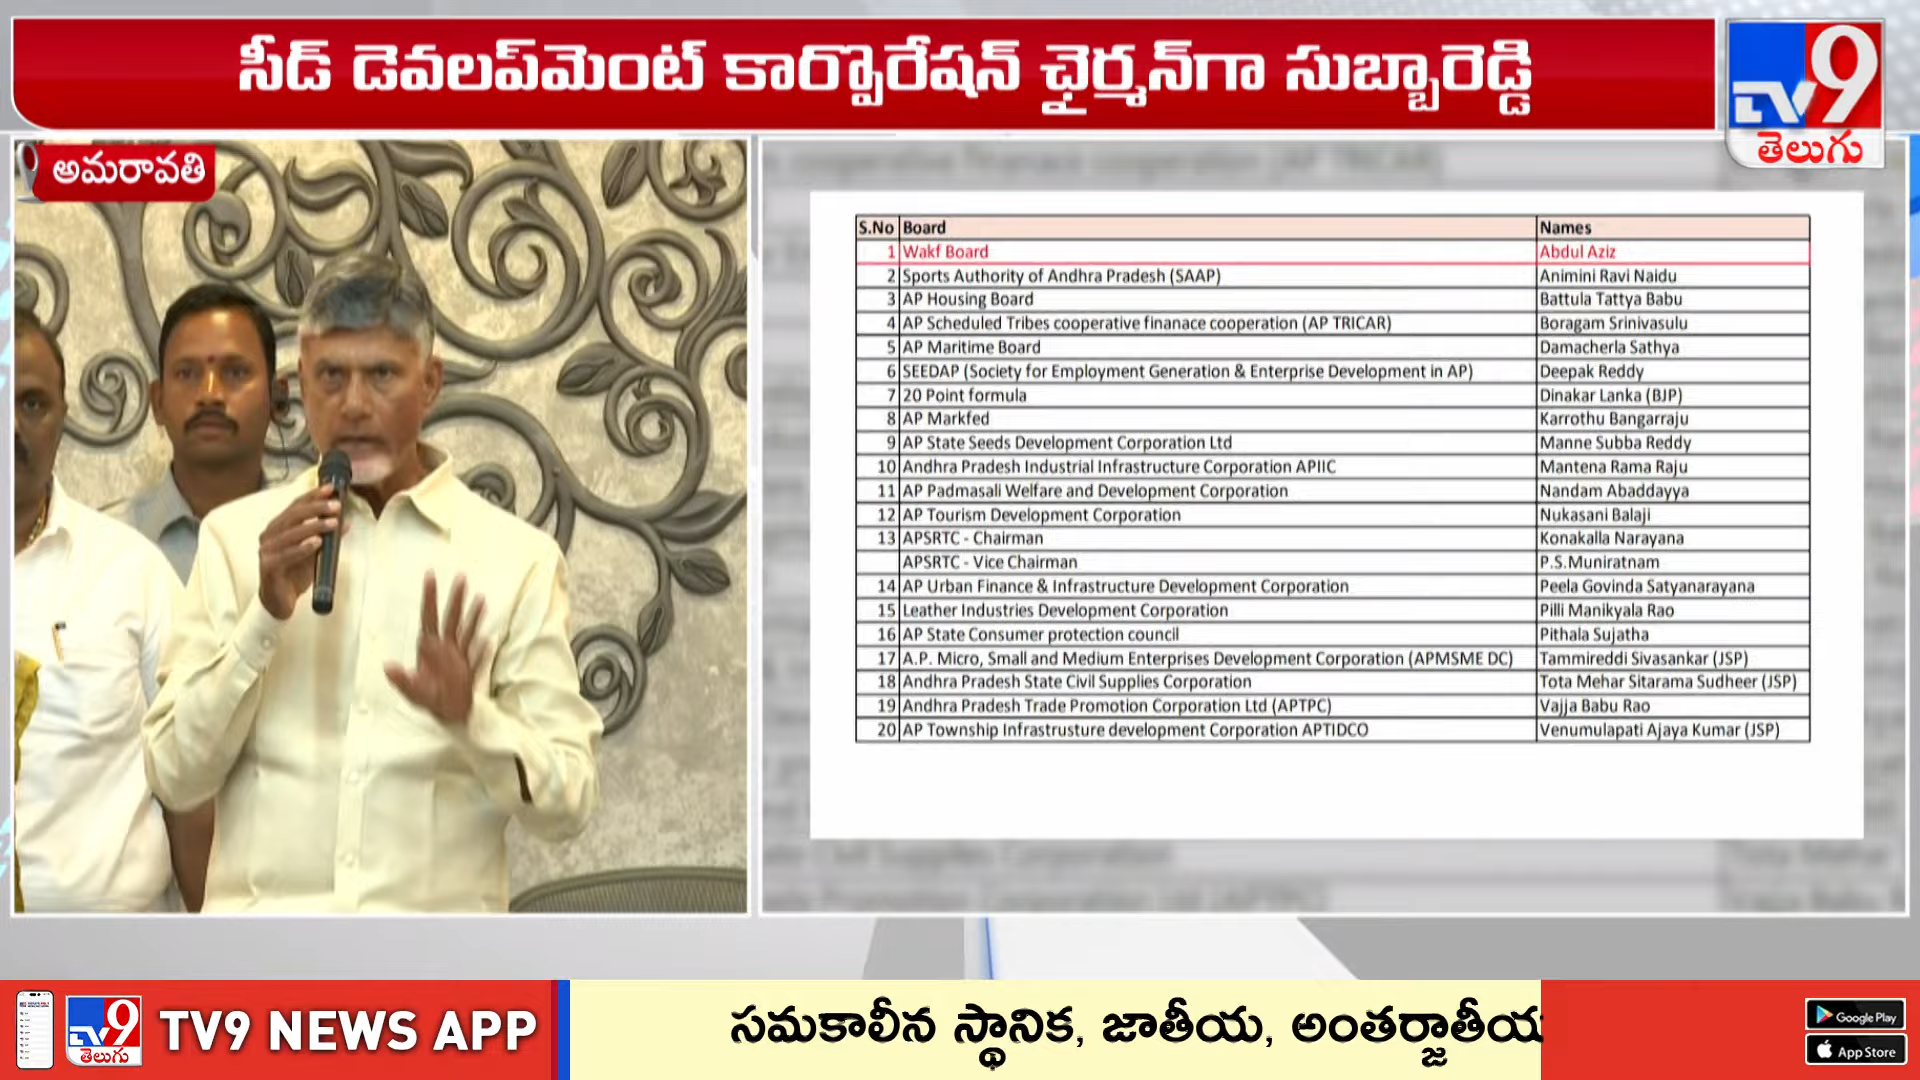 సీడ్ డెవలప్‌మెంట్ కార్పొరేషన్ ఛైర్మన్‌గా సుబ్బారెడ్డి
TV9
తెలుగు
అమరావతి
S.No Board Names
1 Wakf Board Abdul Aziz
2 Sports Authority of Andhra Pradesh (SAAP) Animini Ravi Naidu
3 AP Housing Board Battula Tattya Babu
4 AP Scheduled Tribes cooperative finanace cooperation (AP TRICAR) Boragam Srinivasulu
5 AP Maritime Board Damacherla Sathya
6 SEEDAP (Society for Employment Generation & Enterprise Development in AP) Deepak Reddy
7 20 Point formula Dinakar Lanka (BJP)
8 AP Markfed Karrothu Bangarraju
9 AP State Seeds Development Corporation Ltd Manne Subba Reddy
10 Andhra Pradesh Industrial Infrastructure Corporation APIIC Mantena Rama Raju
11 AP Padmasali Welfare and Development Corporation Nandam Abaddayya
12 AP Tourism Development Corporation Nukasani Balaji
13 APSRTC - Chairman Konakalla Narayana
APSRTC - Vice Chairman P.S.Muniratnam
14 AP Urban Finance & Infrastructure Development Corporation Peela Govinda Satyanarayana
15 Leather Industries Development Corporation Pilli Manikyala Rao
16 AP State Consumer protection council Pithala Sujatha
17 A.P. Micro, Small and Medium Enterprises Development Corporation (APMSME DC) Tammireddi Sivasankar (JSP)
18 Andhra Pradesh State Civil Supplies Corporation Tota Mehar Sitarama Sudheer (JSP)
19 Andhra Pradesh Trade Promotion Corporation Ltd (APTPC) Vajja Babu Rao
20 AP Township Infrastrusture development Corporation APTIDCO Venumulapati Ajaya Kumar (JSP)
TV9 తెలుగు TV9 NEWS APP సమకాలీన స్థానిక, జాతీయ, అంతర్జాతీయ
Google Play
App Store